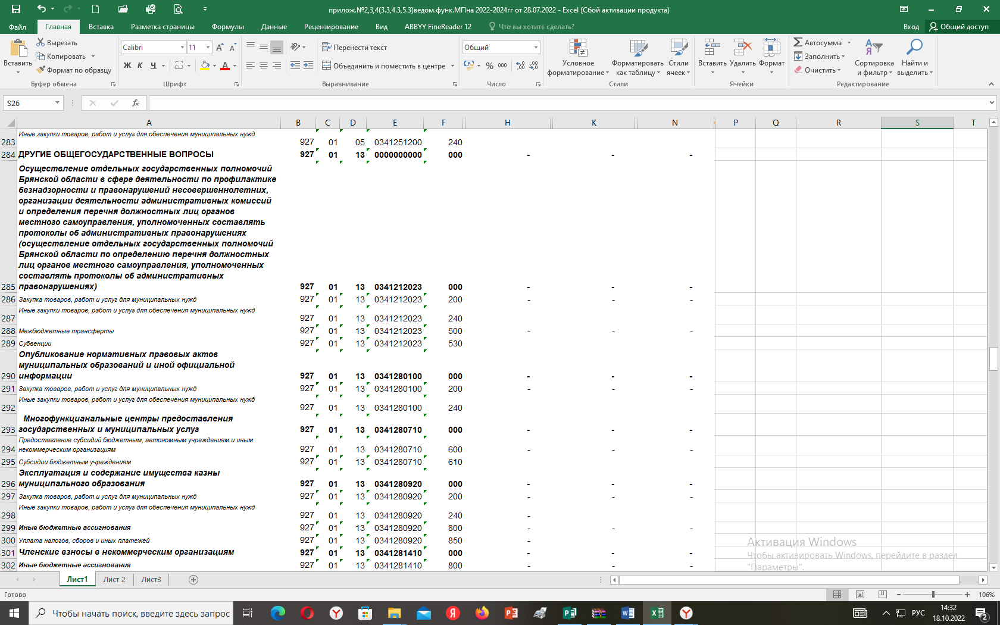 прилож.№2,3,4(3.3,4.3,5.3)ведом.функ.МПна 2022-2024гг от 28.07.2022 - Excel (Сбой активации продукта)
Файл Главная Вставка Разметка страницы Формулы Данные Рецензирование Вид ABBYY FineReader 12 Что вы хотите сделать? Вход Общий доступ
Вставить
Вырезать
Копировать
Формат по образцу
Буфер обмена
Calibri 11
Ж К Ч
Шрифт
Перенести текст
Объединить и поместить в центре
Выравнивание
Общий
% 000
Число
Условное форматирование
Форматировать как таблицу
Стили ячеек
Стили
Вставить Удалить Формат
Ячейки
Автосумма
Заполнить
Очистить
Сортировка и фильтр
Найти и выделить
Редактирование
S26 fx
A B C D E F H K N P Q R S T
283 Иные закупки товаров, работ и услуг для обеспечения муниципальных нужд 927 01 05 0341251200 240
284 ДРУГИЕ ОБЩЕГОСУДАРСТВЕННЫЕ ВОПРОСЫ 927 01 13 0000000000 000 - - -
Осуществление отдельных государственных полномочий
Брянской области в сфере деятельности по профилактике
безнадзорности и правонарушений несовершеннолетних,
организации деятельности административных комиссий
и определения перечня должностных лиц органов
местного самоуправления, уполномоченных составлять
протоколы об административных правонарушениях
(осуществление отдельных государственных полномочий
Брянской области по определению перечня должностных
лиц органов местного самоуправления, уполномоченных
составлять протоколы об административных
285 правонарушениях) 927 01 13 0341212023 000 - - -
286 Закупка товаров, работ и услуг для муниципальных нужд 927 01 13 0341212023 200 - - -
287 Иные закупки товаров, работ и услуг для обеспечения муниципальных нужд 927 01 13 0341212023 240
288 Межбюджетные трансферты 927 01 13 0341212023 500 - - -
289 Субвенции 927 01 13 0341212023 530
Опубликование нормативных правовых актов
муниципальных образований и иной официальной
290 информации 927 01 13 0341280100 000 - - -
291 Закупка товаров, работ и услуг для муниципальных нужд 927 01 13 0341280100 200 - - -
292 Иные закупки товаров, работ и услуг для обеспечения муниципальных нужд 927 01 13 0341280100 240
Многофункцианальные центры предоставления
293 государственных и муниципальных услуг 927 01 13 0341280710 000 - - -
Предоставление субсидий бюджетным, автономным учреждениям и иным
294 некоммерческим организациям 927 01 13 0341280710 600 - - -
295 Субсидии бюджетным учреждениям 927 01 13 0341280710 610
Эксплуатация и содержание имущества казны
296 муниципального образования 927 01 13 0341280920 000 - - -
297 Закупка товаров, работ и услуг для муниципальных нужд 927 01 13 0341280920 200 - - -
298 Иные закупки товаров, работ и услуг для обеспечения муниципальных нужд 927 01 13 0341280920 240 -
299 Иные бюджетные ассигнования 927 01 13 0341280920 800 - - -
300 Уплата налогов, сборов и иных платежей 927 01 13 0341280920 850 -
301 Членские взносы в некоммерческим организациям 927 01 13 0341281410 000 - - -
302 Иные бюджетные ассигнования 927 01 13 0341281410 800 - - -
Активация Windows
Чтобы активировать Windows, перейдите в раздел
"Параметры".
Лист1 Лист 2 Лист3
Готово 106%
Чтобы начать поиск, введите здесь запрос
РУС
14:32
18.10.2022
2